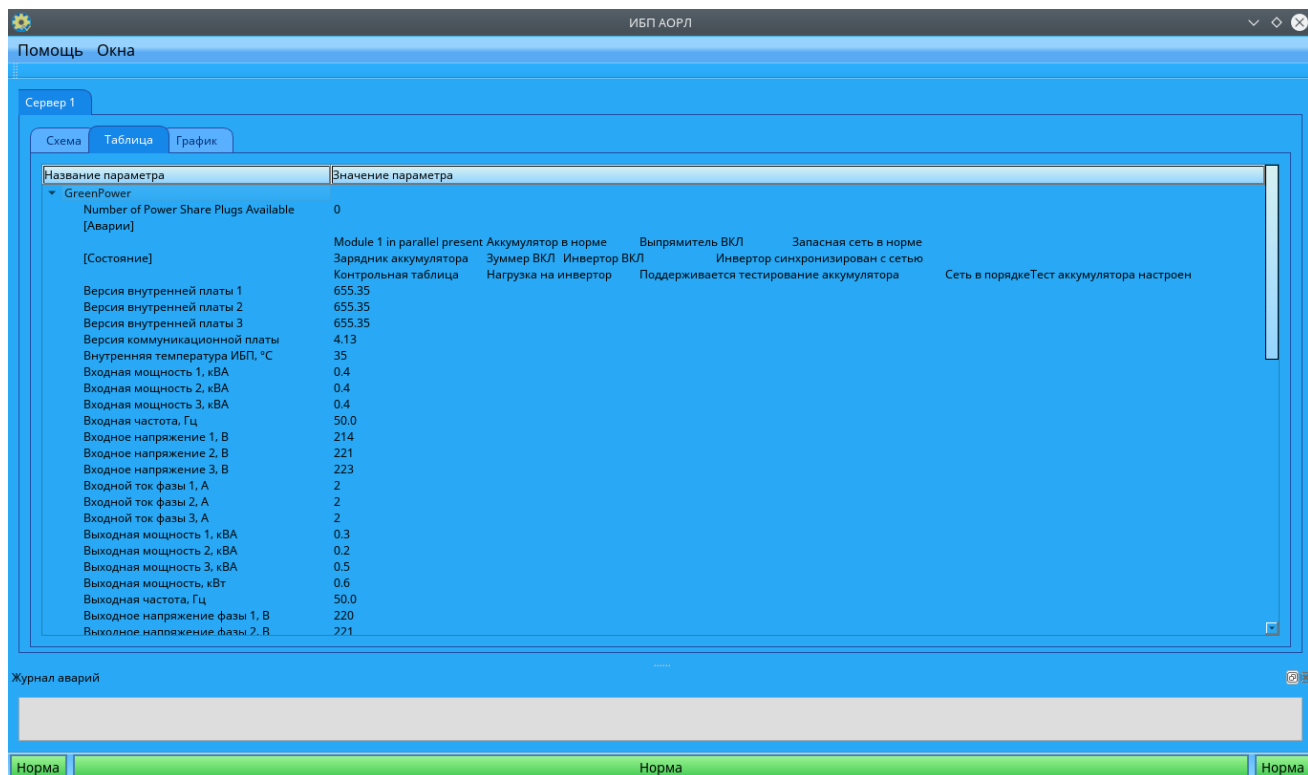 ИБП АОРЛ
Помощь Окна
Сервер 1
Схема Таблица График
Название параметра Значение параметра
GreenPower
Number of Power Share Plugs Available 0
[Аварии]
Module 1 in parallel present Аккумулятор в норме Выпрямитель ВКЛ Запасная сеть в норме
[Состояние] Зарядник аккумулятора Зуммер ВКЛ Инвертор ВКЛ Инвертор синхронизирован с сетью
Контрольная таблица Нагрузка на инвертор Поддерживается тестирование аккумулятора Сеть в порядкеТест аккумулятора настроен
Версия внутренней платы 1 655.35
Версия внутренней платы 2 655.35
Версия внутренней платы 3 655.35
Версия коммуникационной платы 4.13
Внутренняя температура ИБП, °C 35
Входная мощность 1, кВА 0.4
Входная мощность 2, кВА 0.4
Входная мощность 3, кВА 0.4
Входная частота, Гц 50.0
Входное напряжение 1, В 214
Входное напряжение 2, В 221
Входное напряжение 3, В 223
Входной ток фазы 1, А 2
Входной ток фазы 2, А 2
Входной ток фазы 3, А 2
Выходная мощность 1, кВА 0.3
Выходная мощность 2, кВА 0.2
Выходная мощность 3, кВА 0.5
Выходная мощность, кВт 0.6
Выходная частота, Гц 50.0
Выходное напряжение фазы 1, В 220
Выходное напряжение фазы 2, В 221
Журнал аварий
Норма Норма Норма